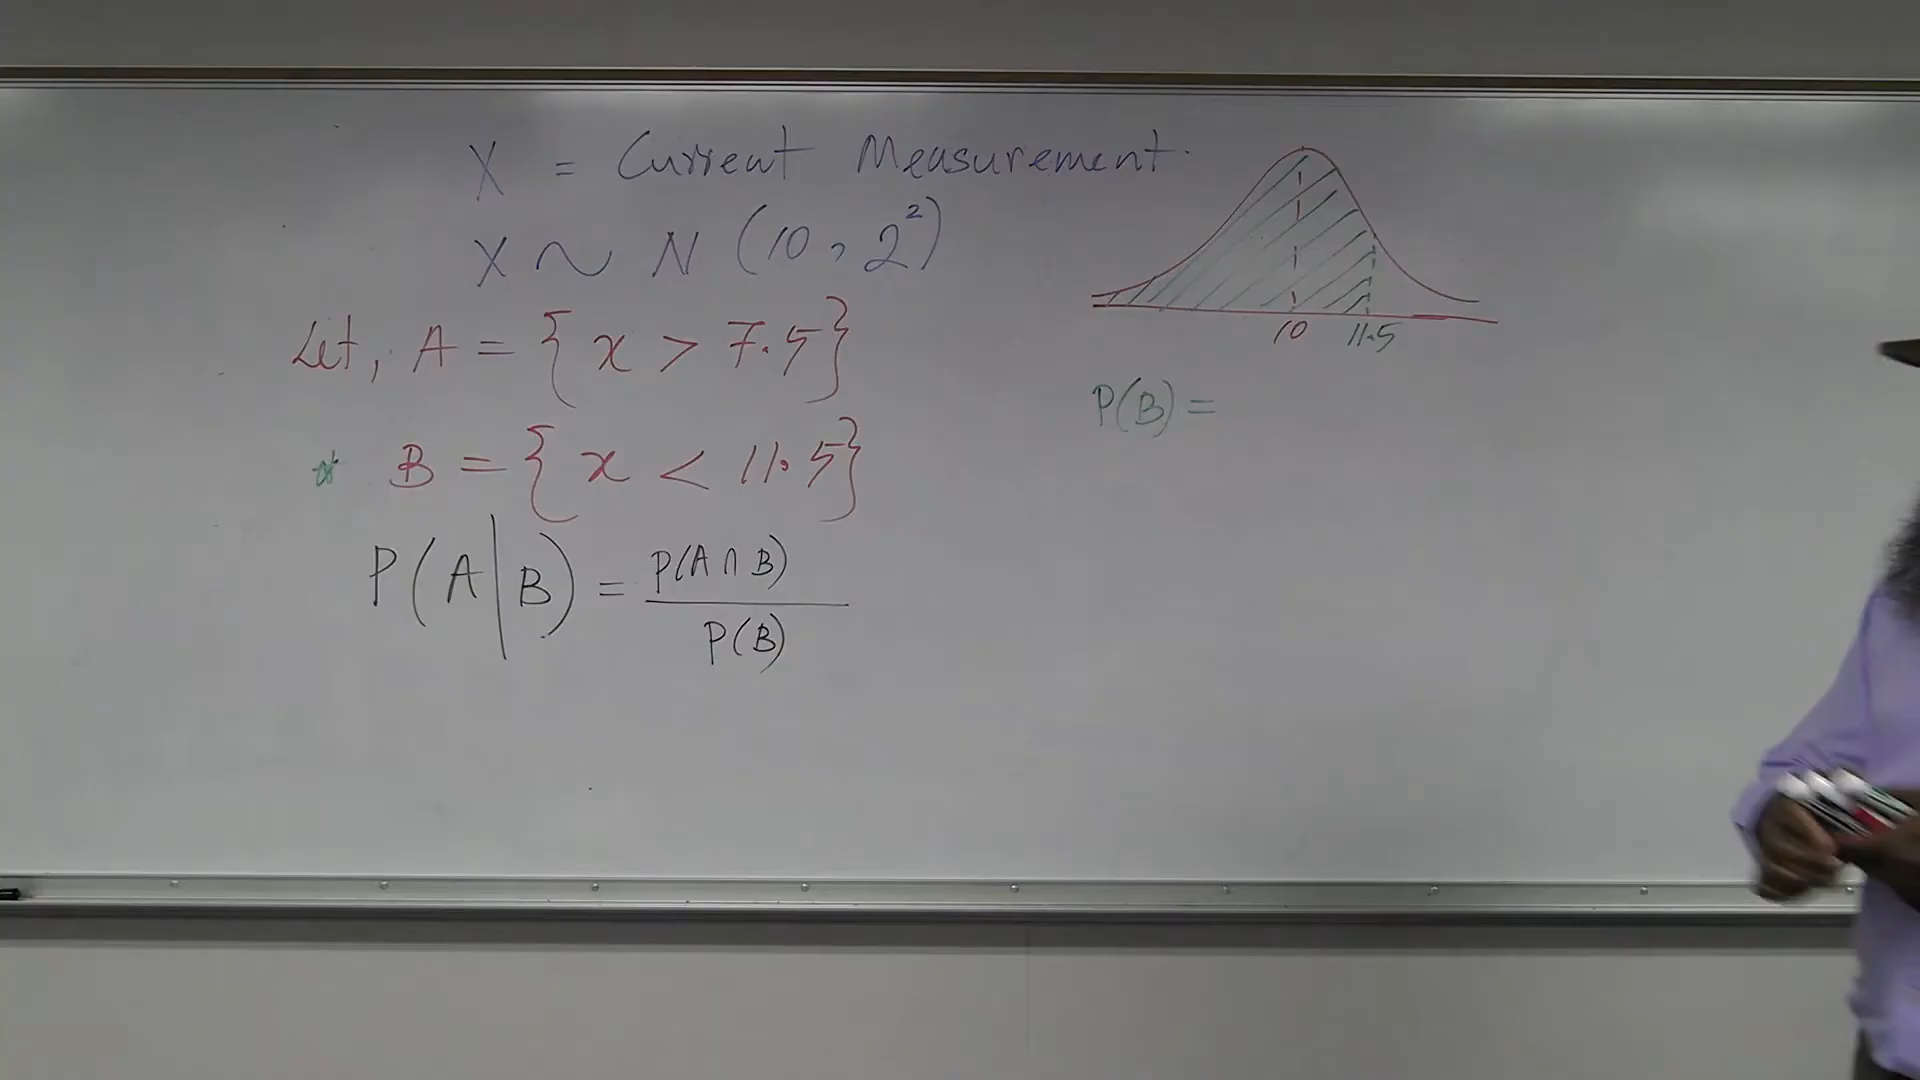 X = Current Measurement.
X ~ N (10, 2²)
Let, A = { x > 7.5}
* B = { x < 11.5}
P(A|B) = P(A ∩ B)
P(B)
10 11.5
P(B) =